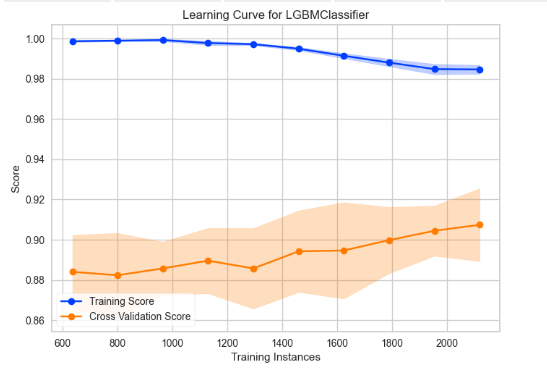 Learning Curve for LGBMClassifier
1.00
0.98
0.96
0.94
0.92
0.90
0.88
0.86
Score
Training Score
Cross Validation Score
600 800 1000 1200 1400 1600 1800 2000
Training Instances